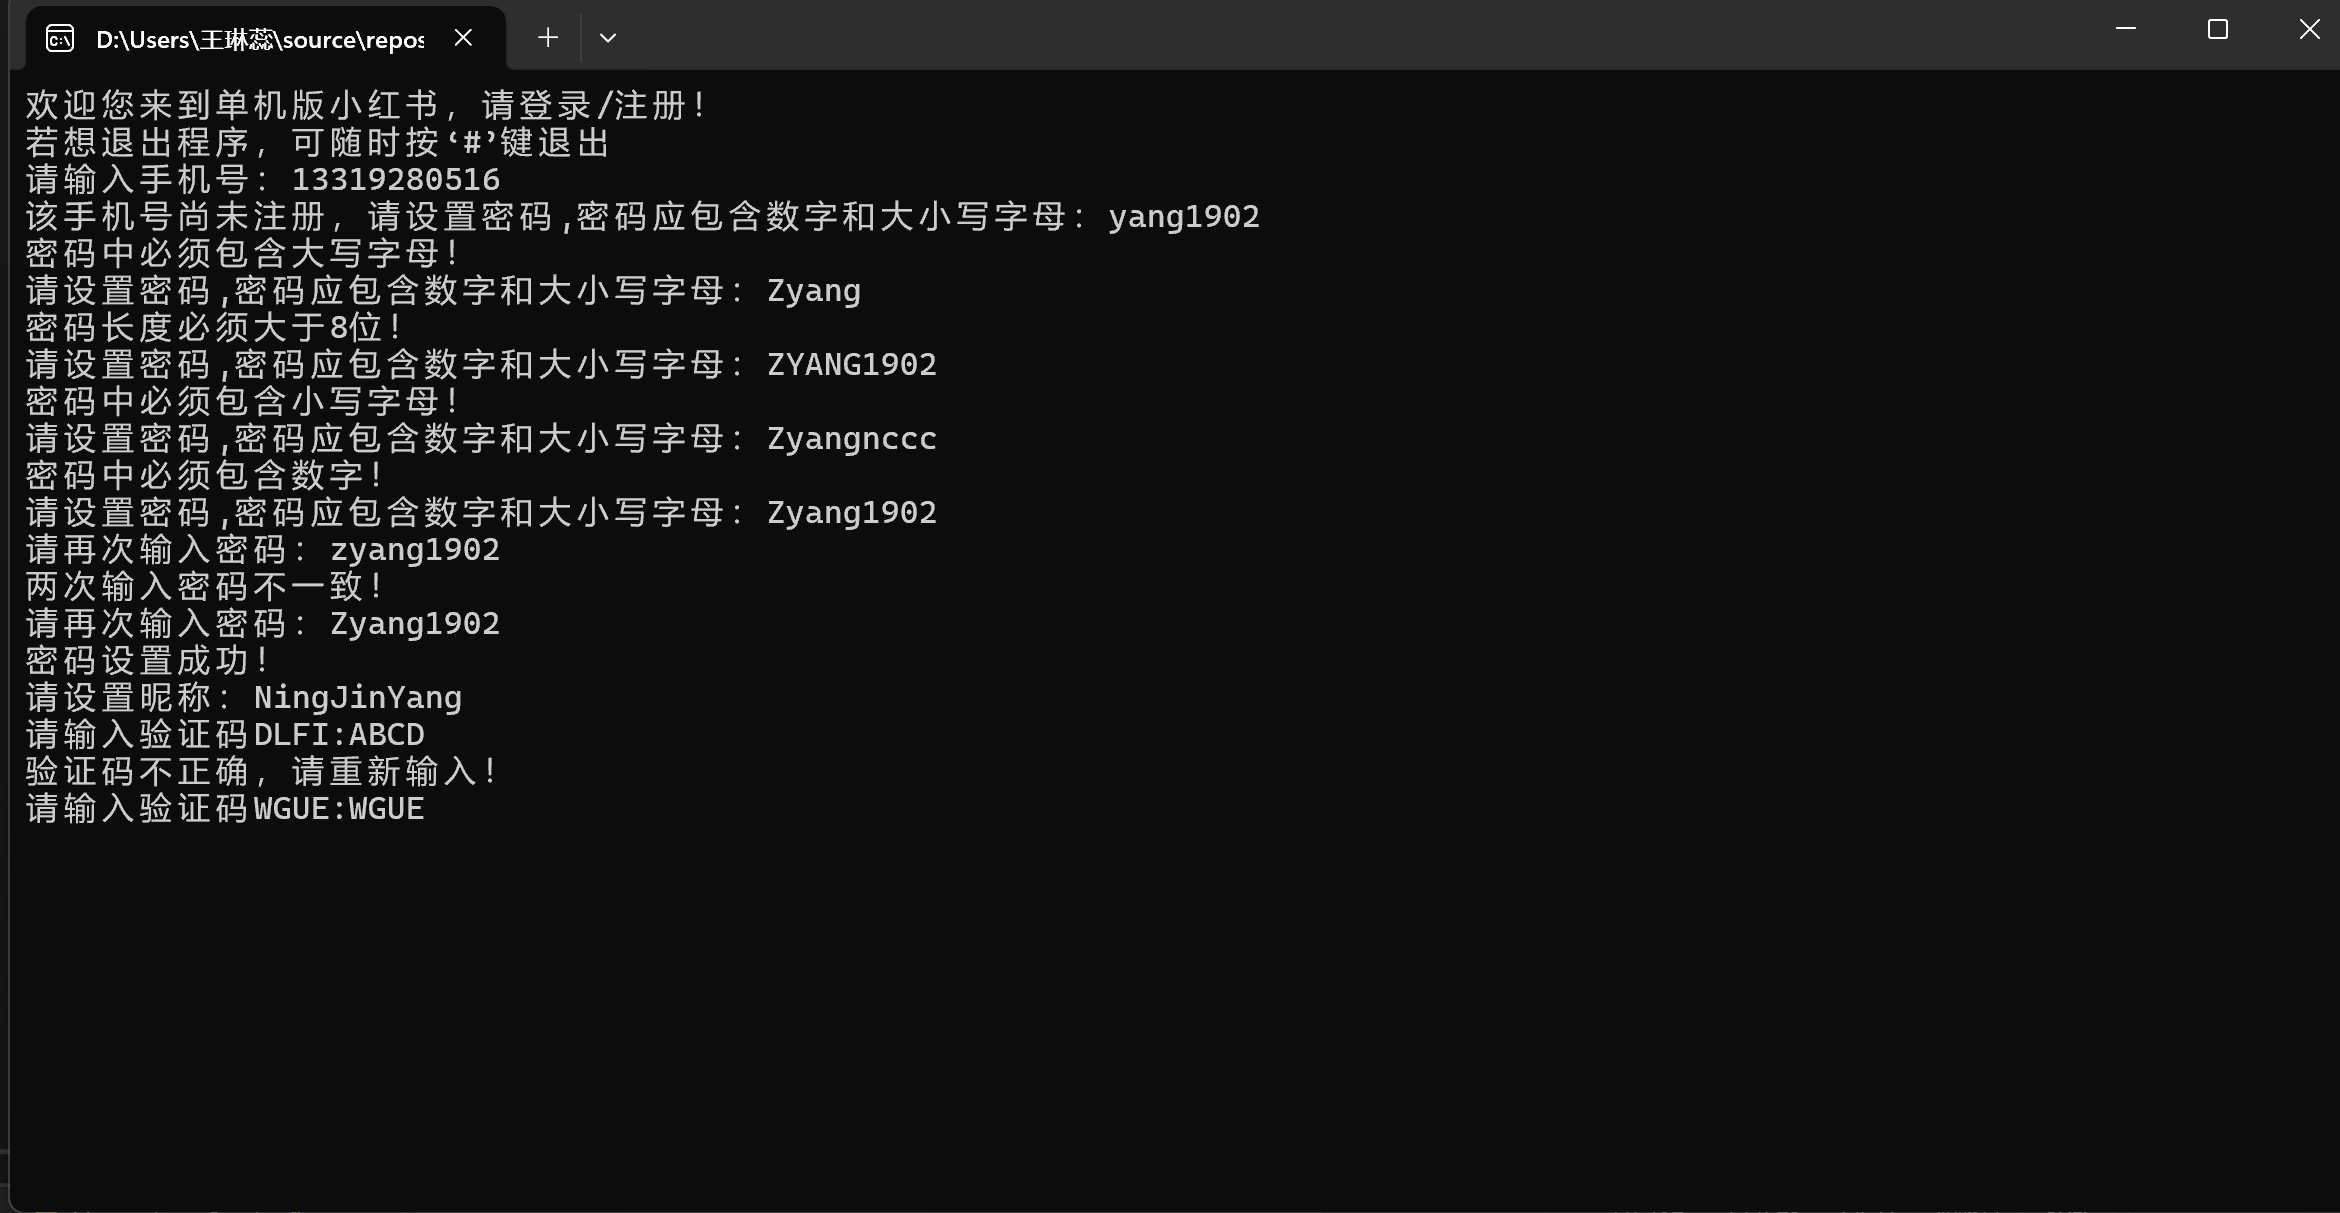 D:\Users\王琳蕊\source\repos
欢迎您来到单机版小红书，请登录/注册！
若想退出程序，可随时按‘#’键退出
请输入手机号：13319280516
该手机号尚未注册，请设置密码,密码应包含数字和大小写字母：yang1902
密码中必须包含大写字母！
请设置密码,密码应包含数字和大小写字母：Zyang
密码长度必须大于8位！
请设置密码,密码应包含数字和大小写字母：ZYANG1902
密码中必须包含小写字母！
请设置密码,密码应包含数字和大小写字母：Zyangnccc
密码中必须包含数字！
请设置密码,密码应包含数字和大小写字母：Zyang1902
请再次输入密码：zyang1902
两次输入密码不一致！
请再次输入密码：Zyang1902
密码设置成功！
请设置昵称：NingJinYang
请输入验证码DLFI:ABCD
验证码不正确，请重新输入！
请输入验证码WGUE:WGUE